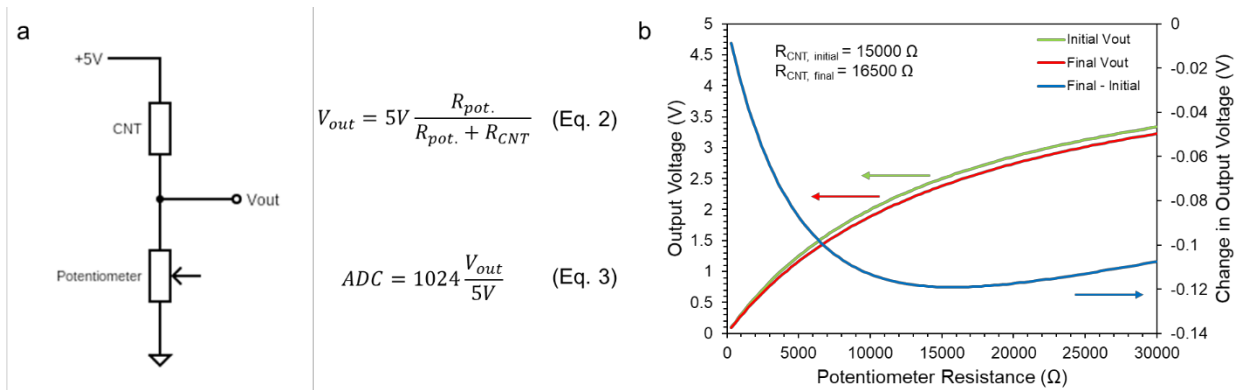 a
+5V
CNT
Vout
Potentiometer
V_out = 5V R_pot. / (R_pot. + R_CNT) (Eq. 2)
ADC = 1024 V_out / 5V (Eq. 3)
b
R_CNT, initial = 15000 Ω
R_CNT, final = 16500 Ω
Initial Vout
Final Vout
Final - Initial
Output Voltage (V)
5
4.5
4
3.5
3
2.5
2
1.5
1
0.5
0
0 5000 10000 15000 20000 25000 30000
Potentiometer Resistance (Ω)
0
-0.02
-0.04
-0.06
-0.08
-0.1
-0.12
-0.14
Change in Output Voltage (V)